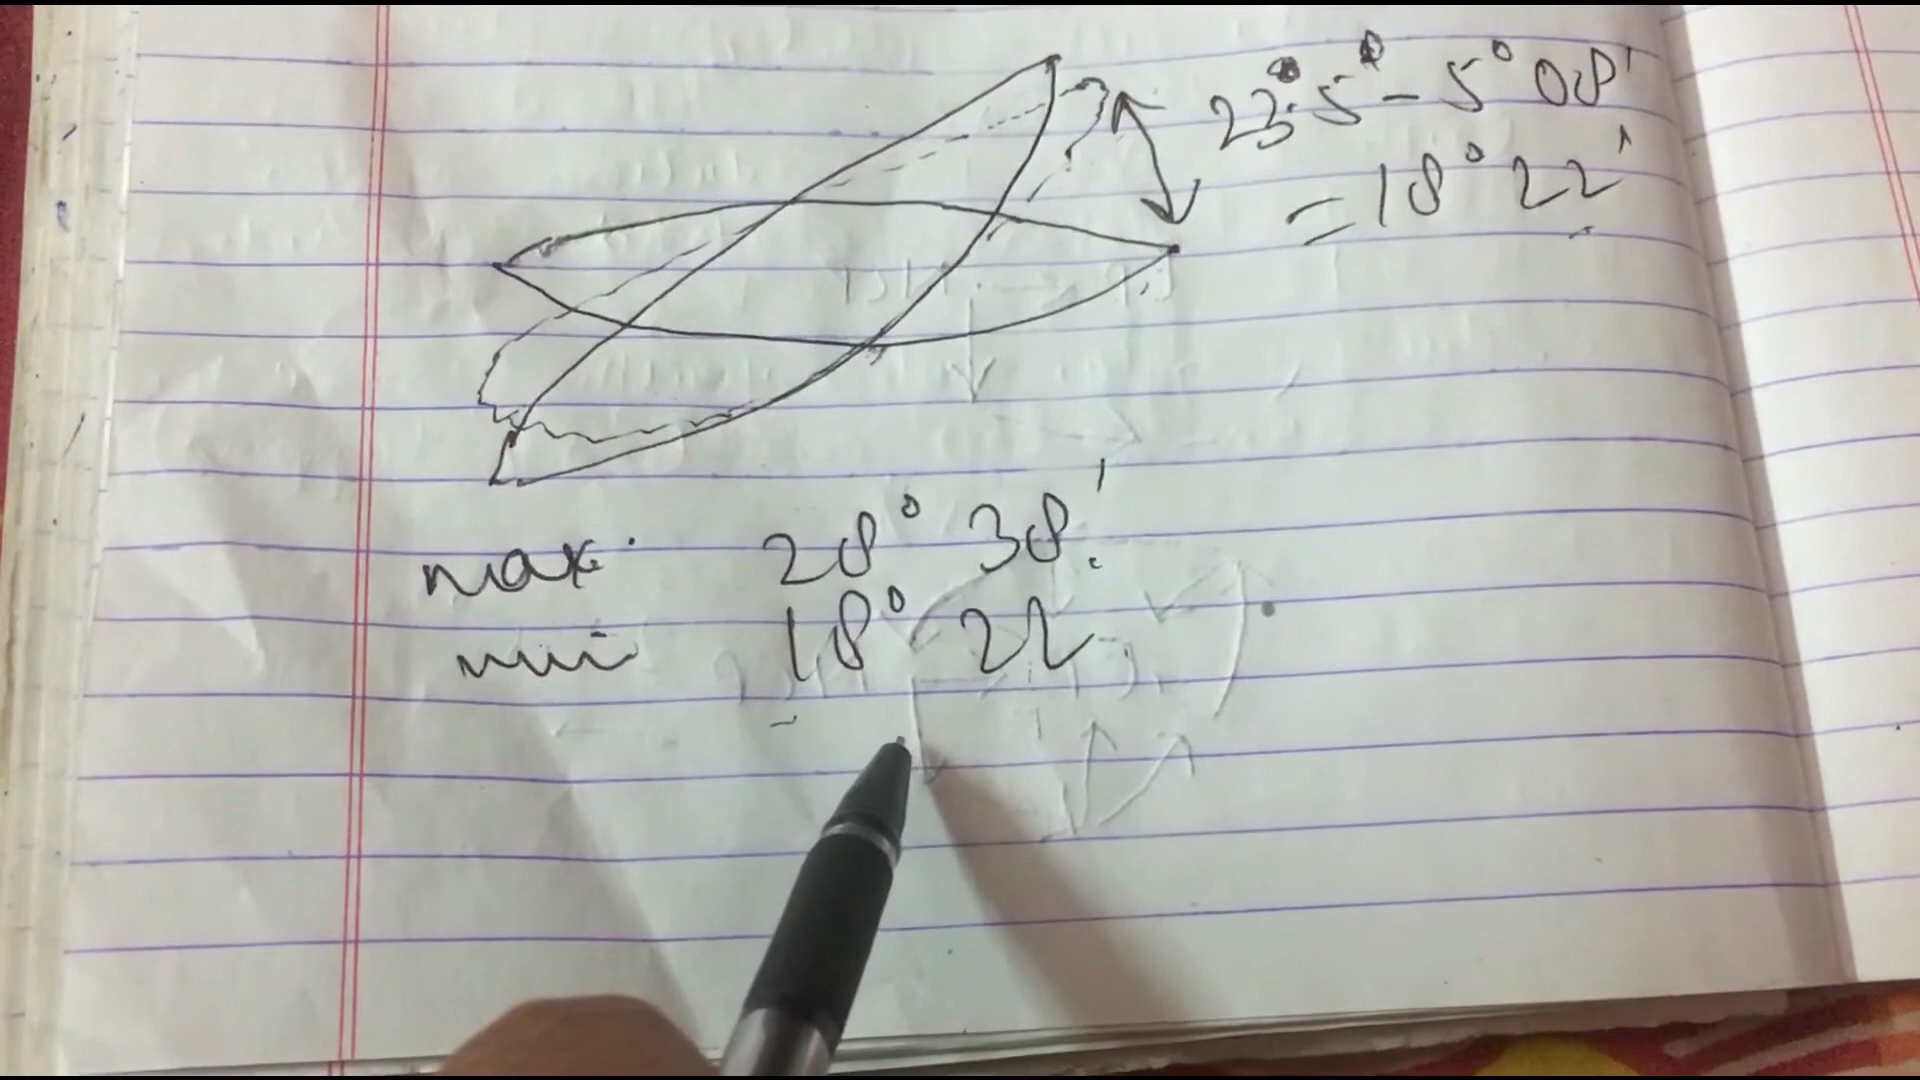 23°.5° - 5° 08'
= 18° 22'
max. 28° 38'.
min 18° 22